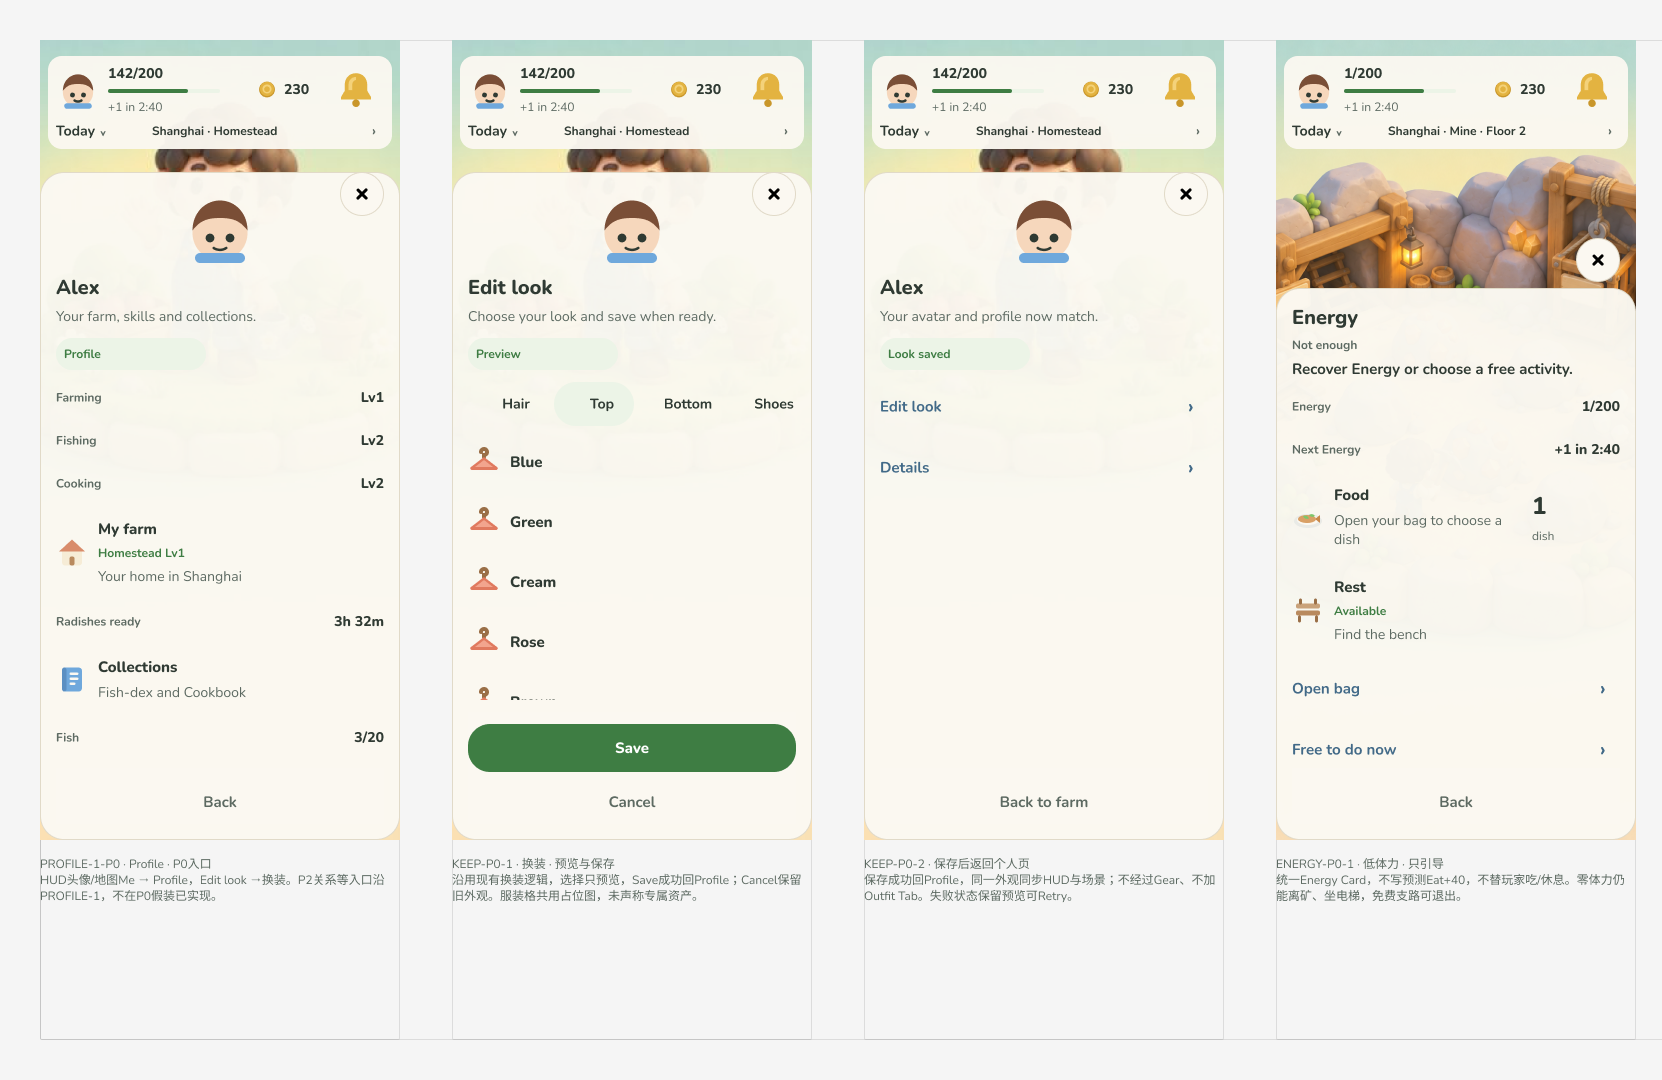 142/200
230
+1 in 2:40
Today ˅
Shanghai · Homestead ›
Alex
Your farm, skills and collections.
Profile
Farming Lv1
Fishing Lv2
Cooking Lv2
My farm
Homestead Lv1
Your home in Shanghai
Radishes ready 3h 32m
Collections
Fish-dex and Cookbook
Fish 3/20
Back
PROFILE-1-P0 · Profile · P0入口
HUD头像/地图Me → Profile，Edit look →换装。P2关系等入口沿
PROFILE-1，不在P0假装已实现。
142/200
230
+1 in 2:40
Today ˅
Shanghai · Homestead ›
Edit look
Choose your look and save when ready.
Preview
Hair Top Bottom Shoes
Blue
Green
Cream
Rose
Save
Cancel
KEEP-P0-1 · 换装 · 预览与保存
沿用现有换装逻辑，选择只预览，Save成功回Profile；Cancel保留
旧外观。服装格共用占位图，未声称专属资产。
142/200
230
+1 in 2:40
Today ˅
Shanghai · Homestead ›
Alex
Your avatar and profile now match.
Look saved
Edit look ›
Details ›
Back to farm
KEEP-P0-2 · 保存后返回个人页
保存成功回Profile，同一外观同步HUD与场景；不经过Gear、不加
Outfit Tab。失败状态保留预览可Retry。
1/200
230
+1 in 2:40
Today ˅
Shanghai · Mine · Floor 2 ›
Energy
Not enough
Recover Energy or choose a free activity.
Energy 1/200
Next Energy +1 in 2:40
Food
Open your bag to choose a
dish
1
dish
Rest
Available
Find the bench
Open bag ›
Free to do now ›
Back
ENERGY-P0-1 · 低体力 · 只引导
统一Energy Card，不写预测Eat+40，不替玩家吃/休息。零体力仍
能离矿、坐电梯，免费支路可退出。